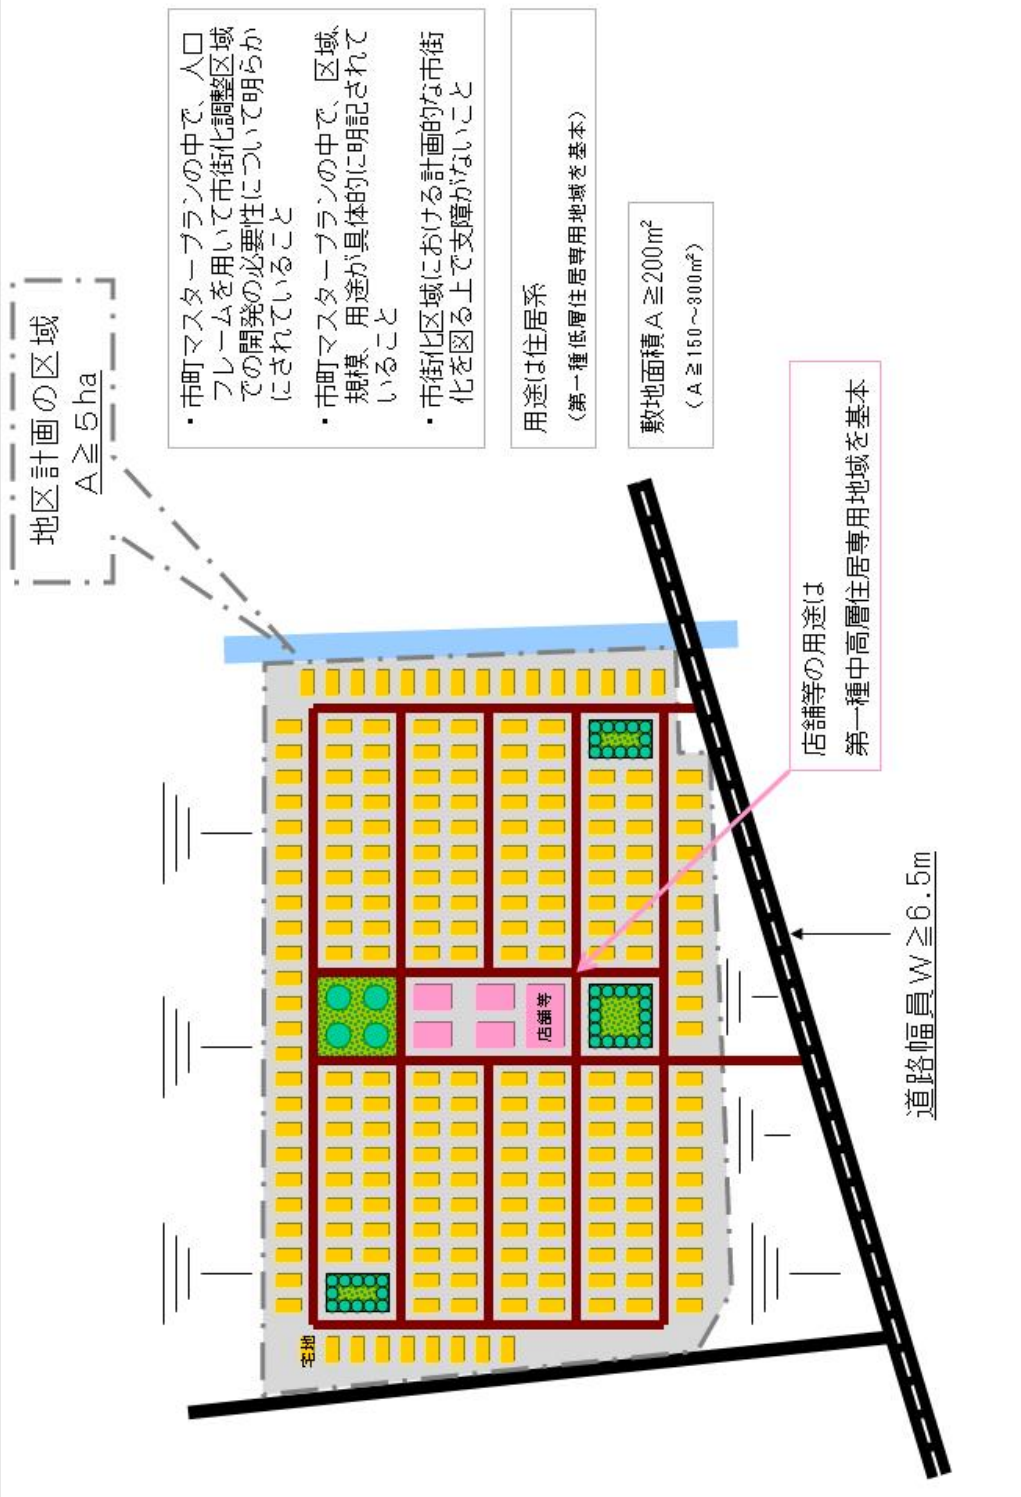 地区計画の区域
A≧5ha
・市町マスタープランの中で、人口
フレームを用いて市街化調整区域
での開発の必要性について明らか
にされていること
・市町マスタープランの中で、区域、
規模、用途が具体的に明記されて
いること
・市街化区域における計画的な市街
化を図る上で支障がないこと
用途は住居系
（第一種低層住居専用地域を基本）
敷地面積A≧200㎡
（A≧150～300㎡）
店舗等の用途は
第一種中高層住居専用地域を基本
店舗等
宅地
道路幅員W≧6.5m